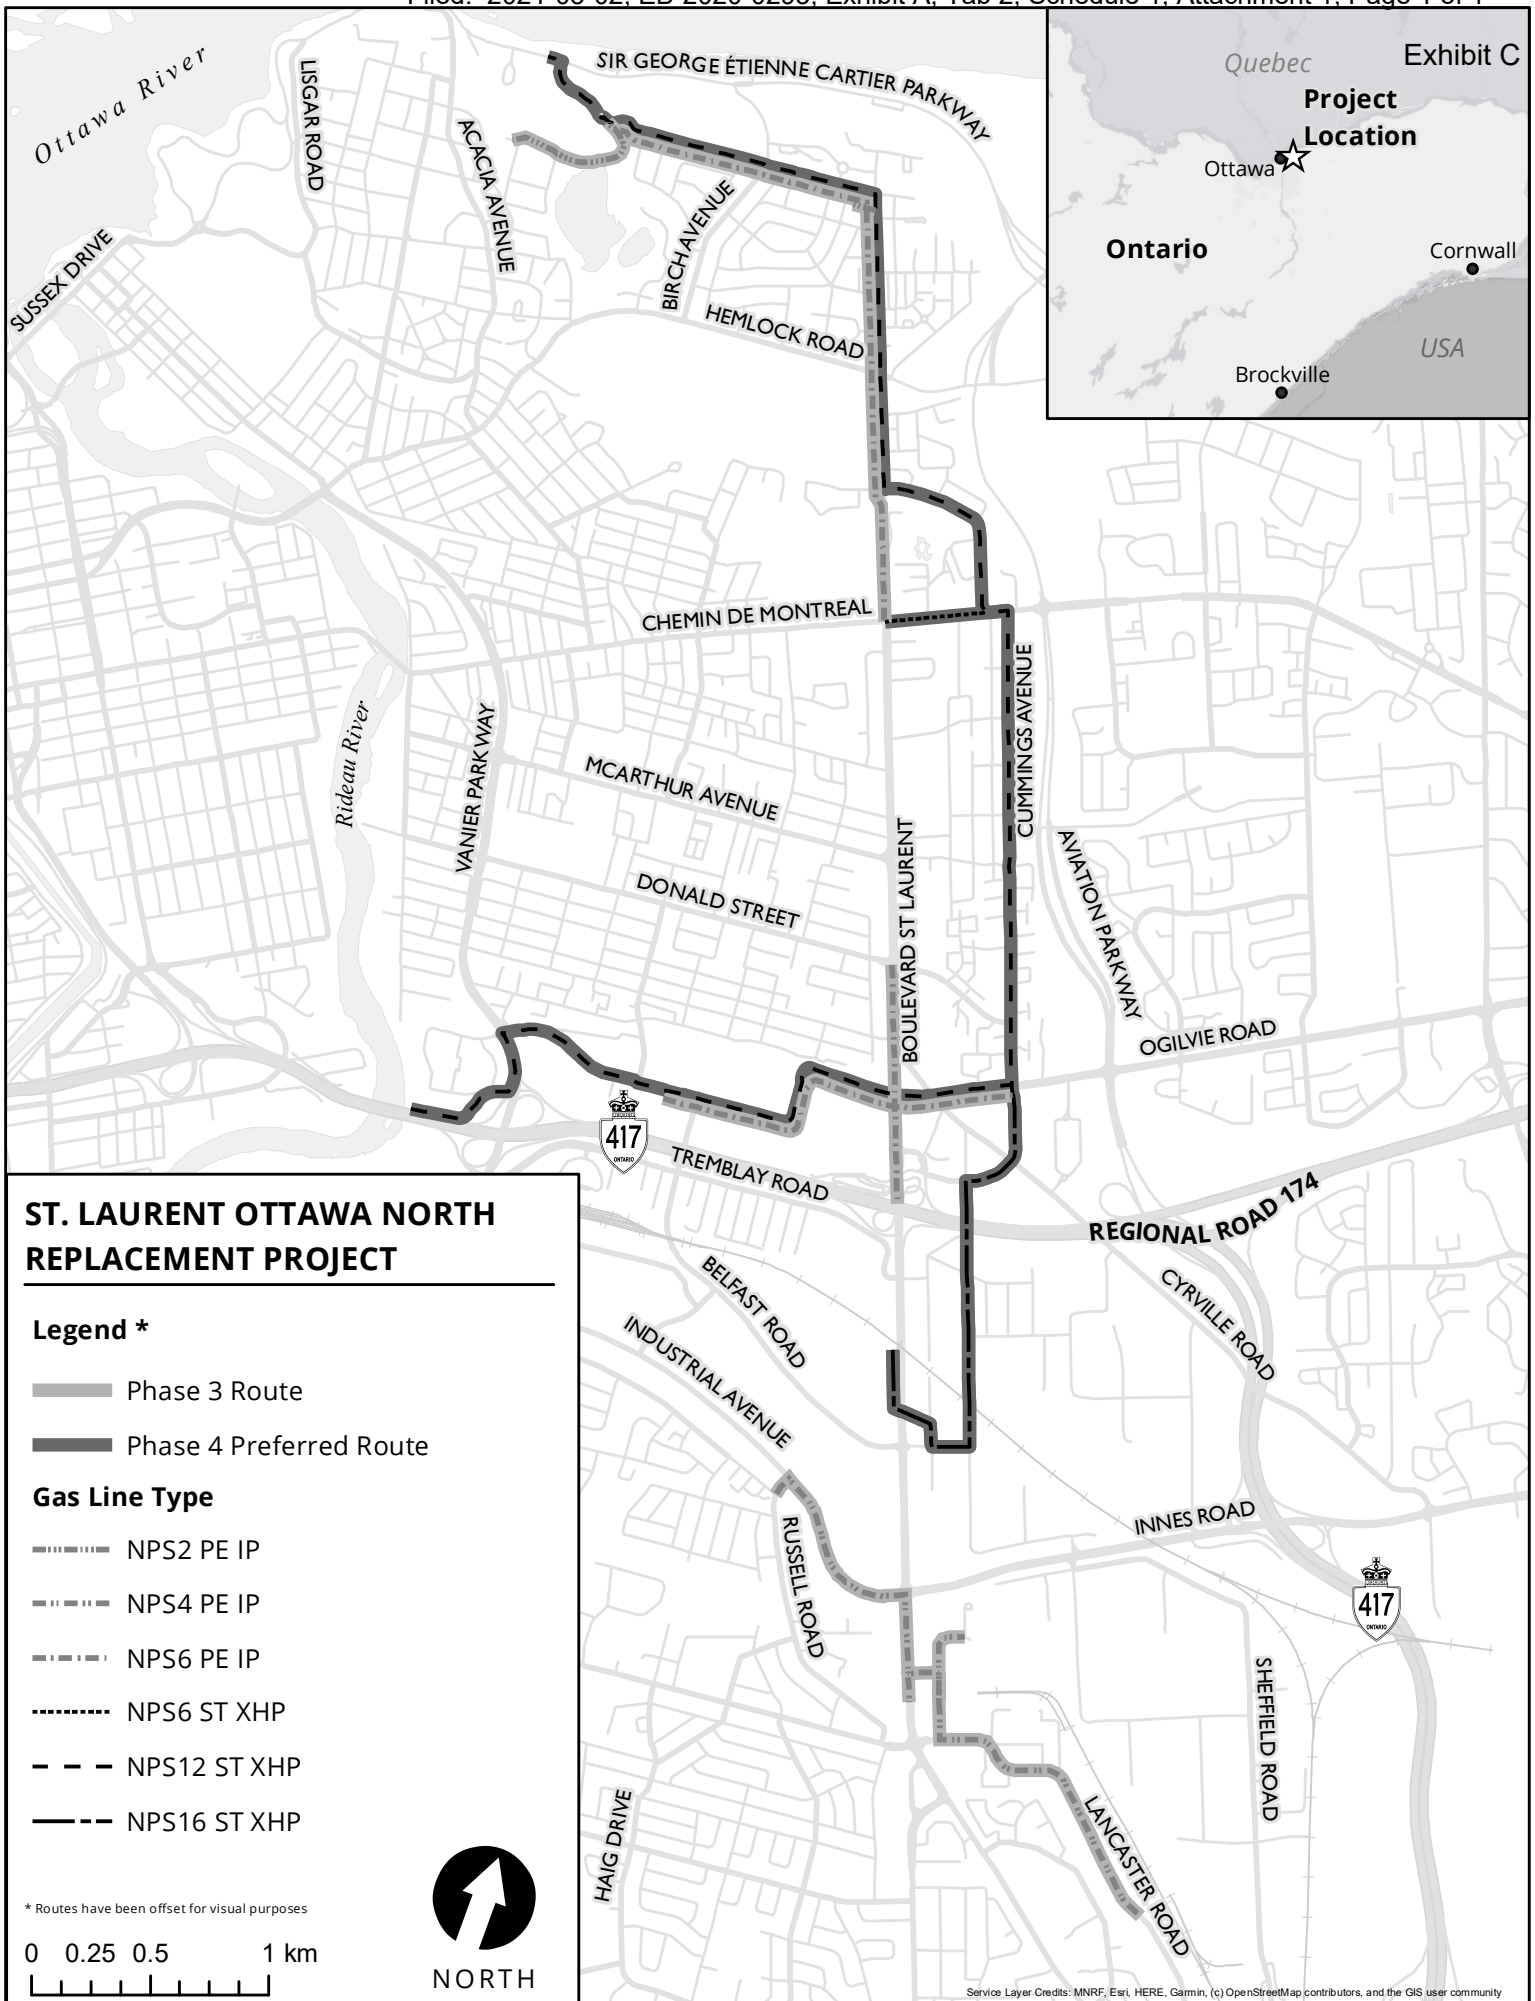 Exhibit C
Quebec
Project
Location
Ottawa
Ontario
Cornwall
USA
Brockville
Ottawa River
LISGAR ROAD
SIR GEORGE ÉTIENNE CARTIER PARKWAY
ACACIA AVENUE
BIRCH AVENUE
SUSSEX DRIVE
HEMLOCK ROAD
CHEMIN DE MONTREAL
CUMMINGS AVENUE
Rideau River
VANIER PARKWAY
MCARTHUR AVENUE
DONALD STREET
BOULEVARD ST LAURENT
AVIATION PARKWAY
OGILVIE ROAD
417
ONTARIO
TREMBLAY ROAD
REGIONAL ROAD 174
BELFAST ROAD
CYRVILLE ROAD
INDUSTRIAL AVENUE
INNES ROAD
RUSSELL ROAD
417
ONTARIO
SHEFFIELD ROAD
HAIG DRIVE
LANCASTER ROAD
ST. LAURENT OTTAWA NORTH
REPLACEMENT PROJECT
Legend *
Phase 3 Route
Phase 4 Preferred Route
Gas Line Type
NPS2 PE IP
NPS4 PE IP
NPS6 PE IP
NPS6 ST XHP
NPS12 ST XHP
NPS16 ST XHP
* Routes have been offset for visual purposes
0 0.25 0.5 1 km
NORTH
Service Layer Credits: MNRF, Esri, HERE, Garmin, (c) OpenStreetMap contributors, and the GIS user community